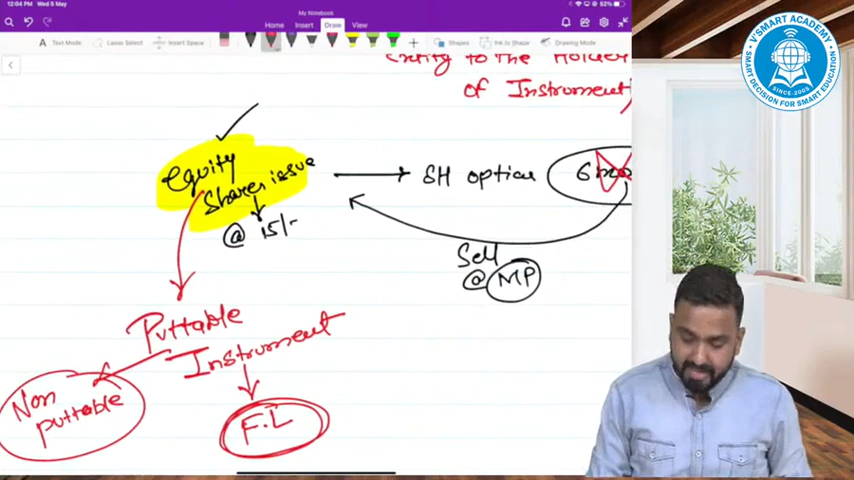 12:04 PM Wed 5 May
My Notebook
52%
Home Insert Draw View
Text Mode Lasso Select Insert Space Shapes Ink to Shape Drawing Mode
Entity to the Holder
of Instrument)
Equity
Shares issue
@ 15/-
SH option
Sell
@ MP
Puttable
Instrument
Non
puttable
F.L
V'SMART ACADEMY
SINCE-2005
SMART DECISION FOR SMART EDUCATION